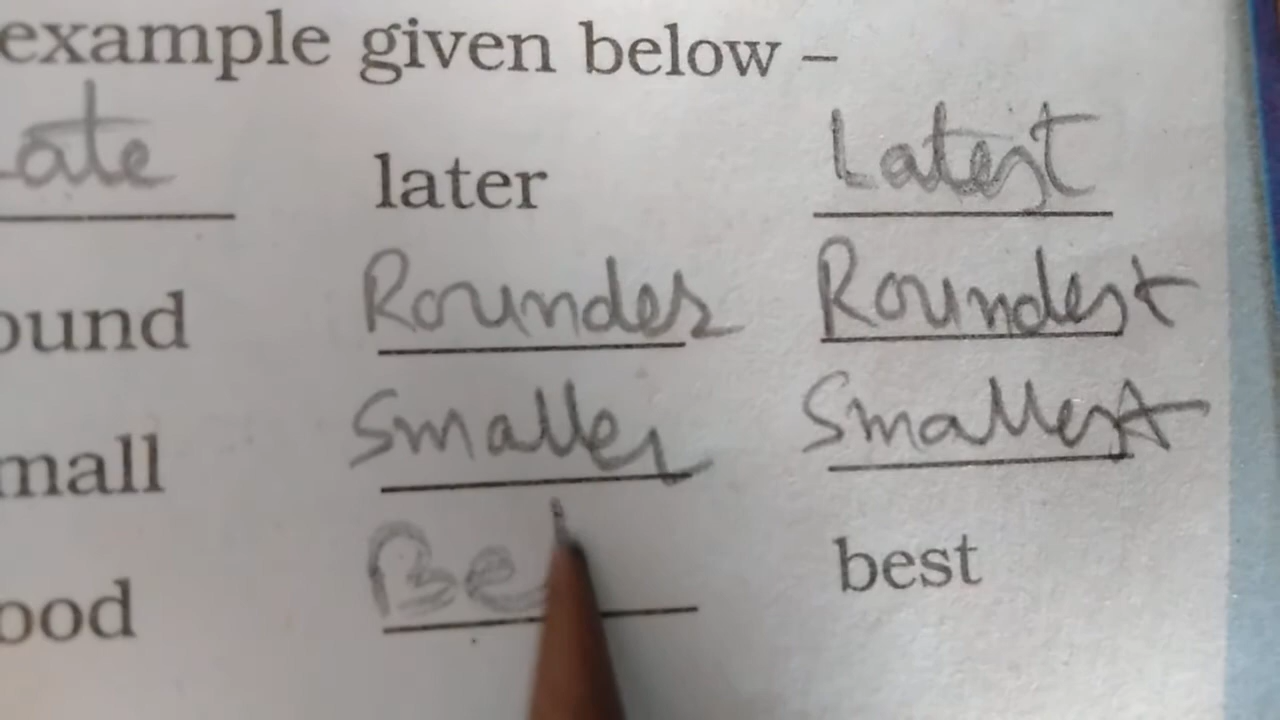 example given below –
ate later Latest
ound Rounder Roundest
mall Smaller Smallest
ood Be best